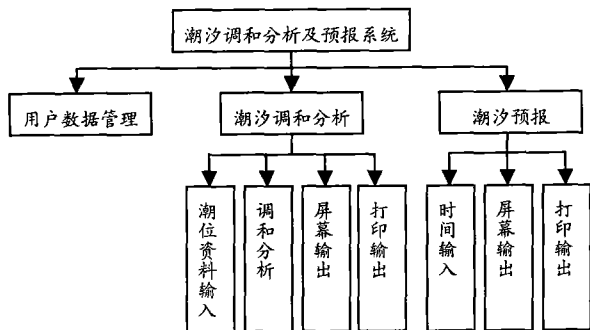 潮汐调和分析及预报系统
用户数据管理
潮汐调和分析
潮汐预报
潮位资料输入
调和分析
屏幕输出
打印输出
时间输入
屏幕输出
打印输出